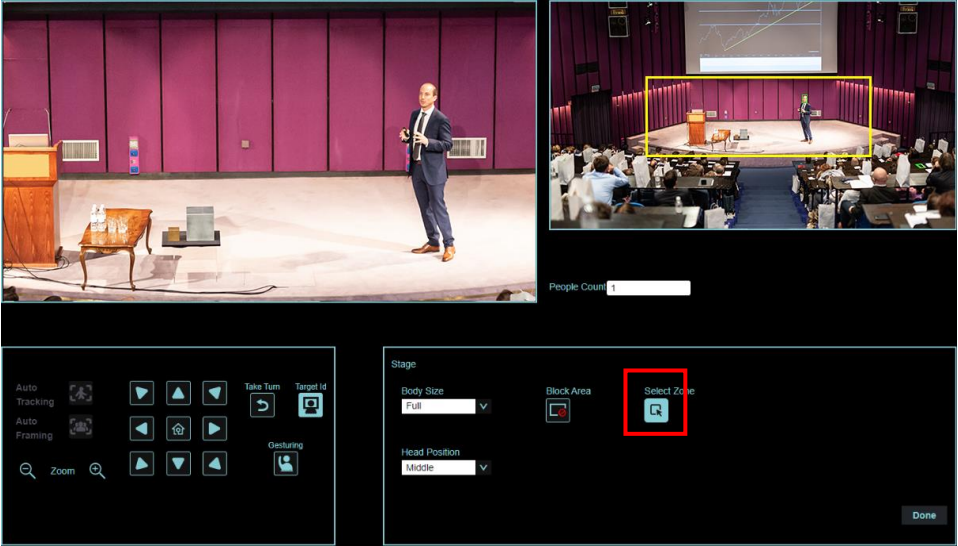 People Count 1
Auto
Tracking
Auto
Framing
Zoom
Take Turn
Target Id
Gesturing
Stage
Body Size
Full
Block Area
Select Zone
Head Position
Middle
Done